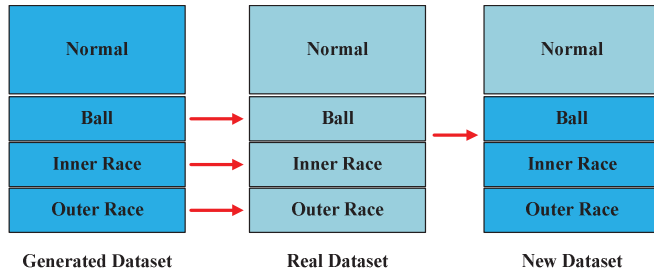 Normal
Normal
Normal
Ball
Ball
Ball
Inner Race
Inner Race
Inner Race
Outer Race
Outer Race
Outer Race
Generated Dataset
Real Dataset
New Dataset